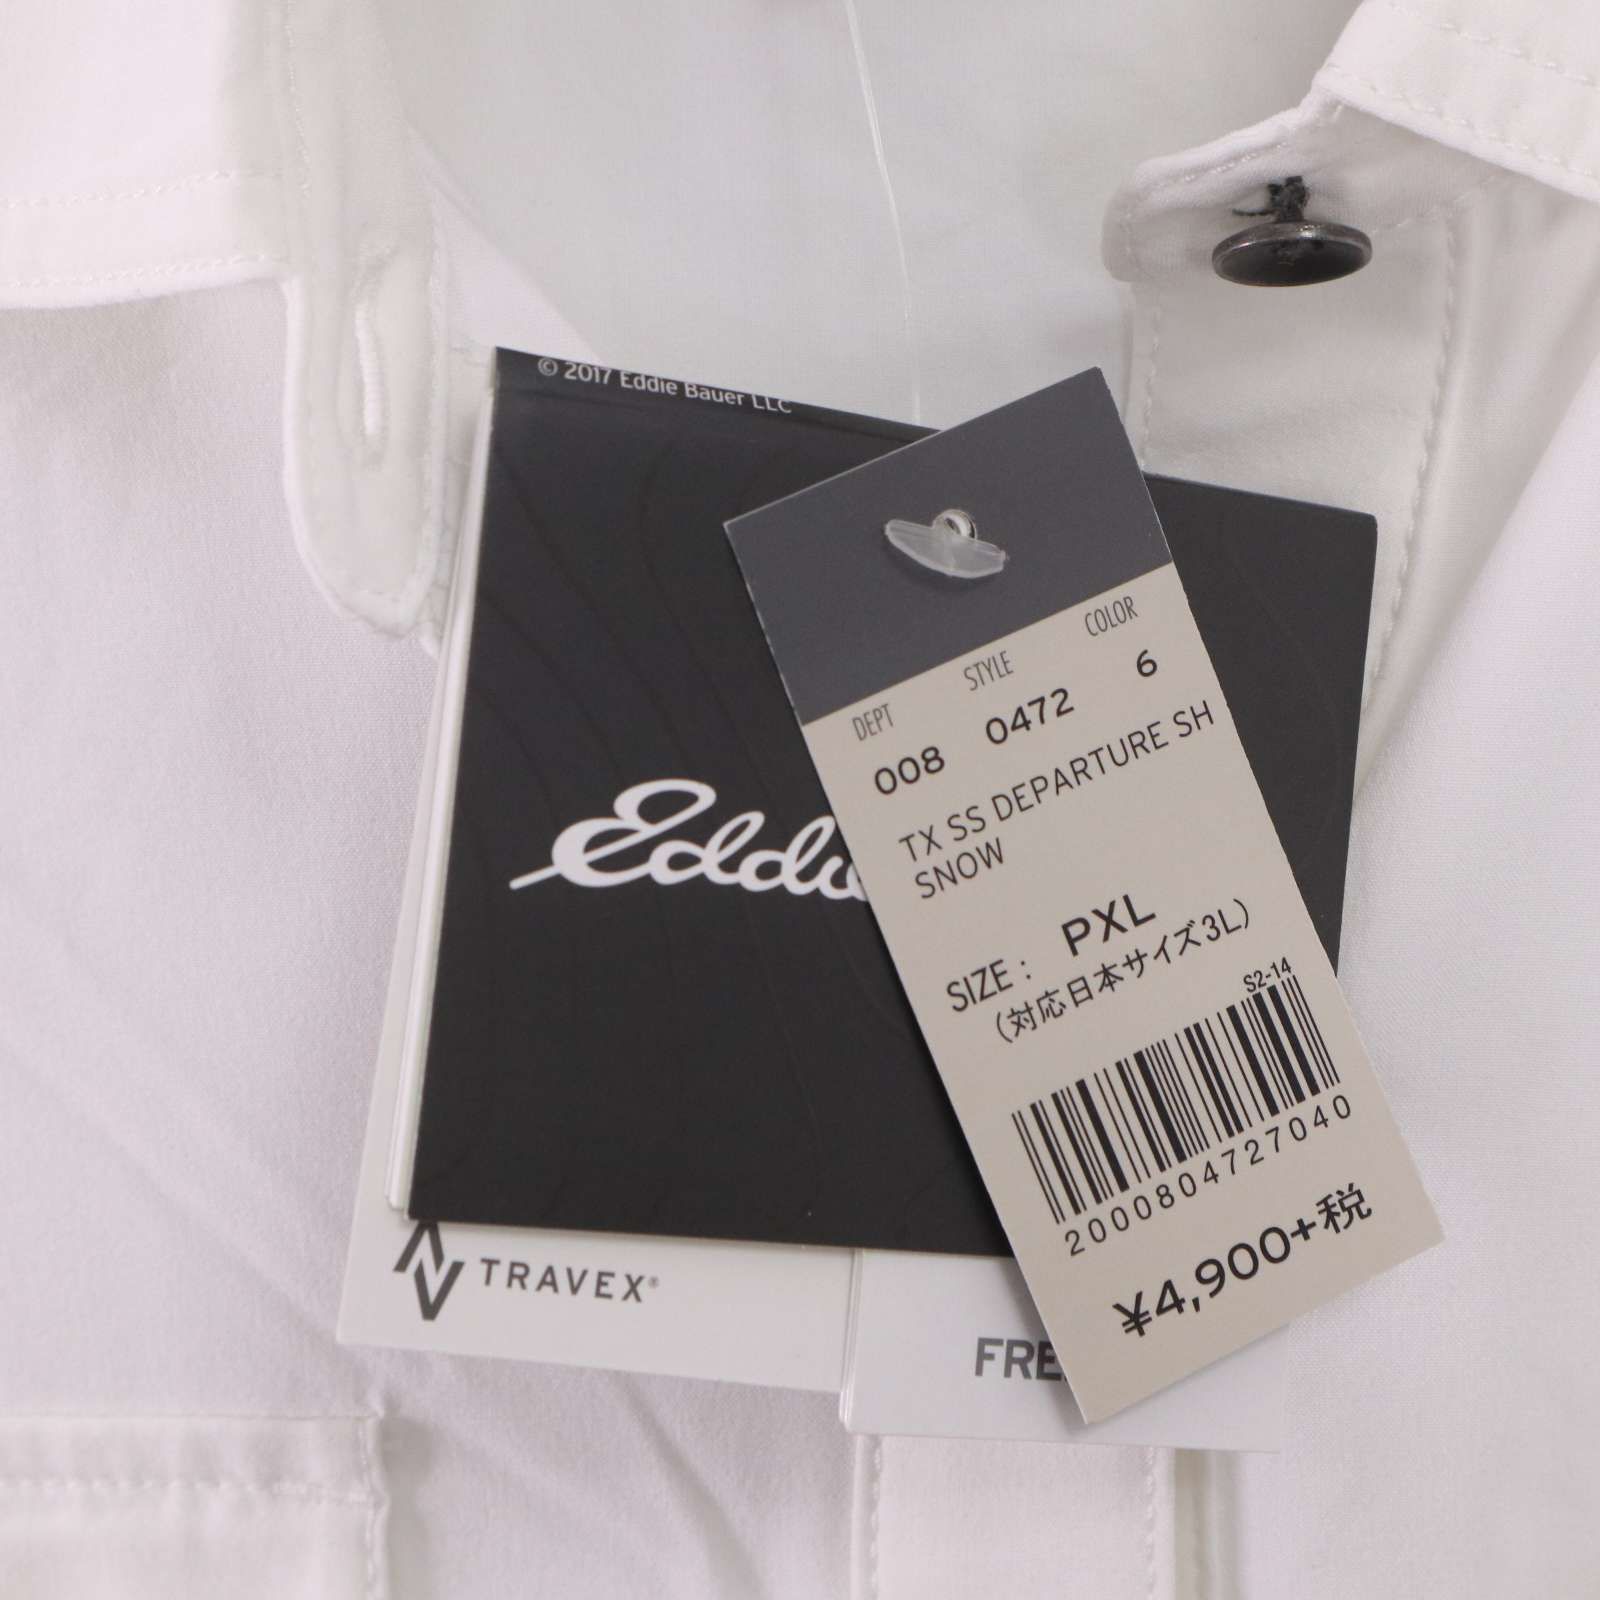 © 2017 Eddie Bauer LLC
Eddie
DEPT STYLE COLOR
008 0472 6
TX SS DEPARTURE SH
SNOW
SIZE : PXL
(対応日本サイズ3L)
S2-14
2000804727040
¥4,900+税
TRAVEX®